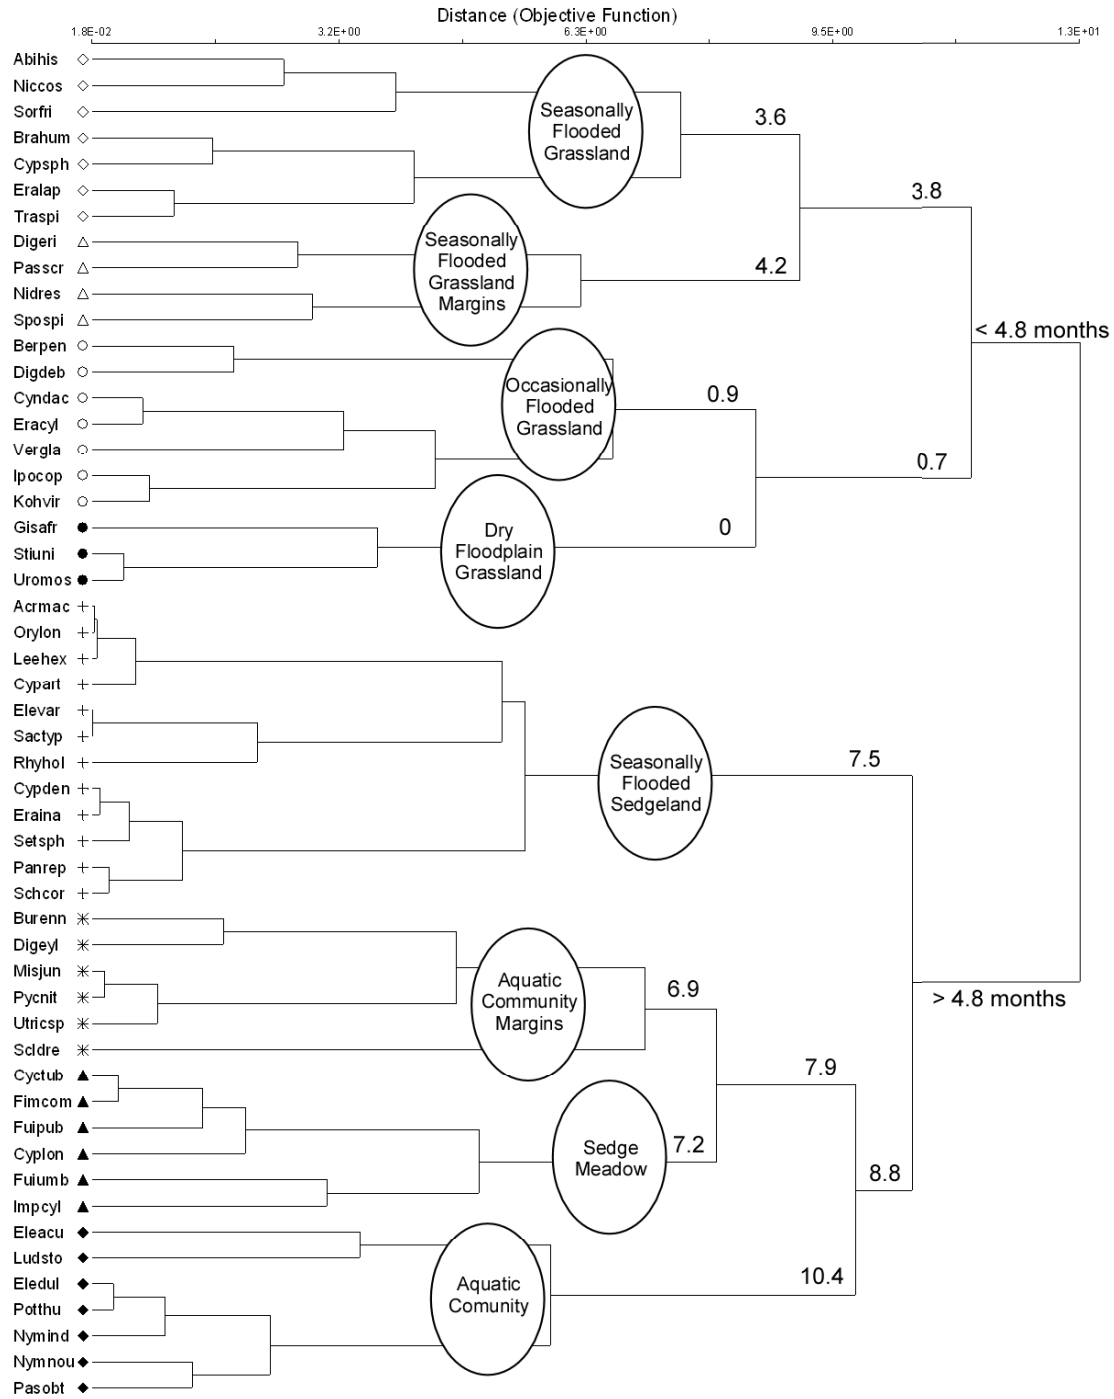 Distance (Objective Function)
1.8E-02 3.2E+00 6.3E+00 9.5E+00 1.3E+01
Abihis
Niccos
Sorfri
Brahum
Cypsph
Eralap
Traspi
Digeri
Passcr
Nidres
Spospi
Berpen
Digdeb
Cyndac
Eracyl
Vergla
Ipocop
Kohvir
Gisafr
Stiuni
Uromos
Acrmac
Orylon
Leehex
Cypart
Elevar
Sactyp
Rhyhol
Cypden
Eraina
Setsph
Panrep
Schcor
Burenn
Digeyl
Misjun
Pycnit
Utricsp
Scldre
Cyctub
Fimcom
Fuipub
Cyplon
Fuiumb
Impcyl
Eleacu
Ludsto
Eledul
Potthu
Nymind
Nymnou
Pasobt
Seasonally
Flooded
Grassland
3.6
3.8
Seasonally
Flooded
Grassland
Margins
4.2
< 4.8 months
Occasionally
Flooded
Grassland
0.9
0.7
Dry
Floodplain
Grassland
0
Seasonally
Flooded
Sedgeland
7.5
Aquatic
Community
Margins
6.9
> 4.8 months
7.9
Sedge
Meadow
7.2
8.8
Aquatic
Comunity
10.4